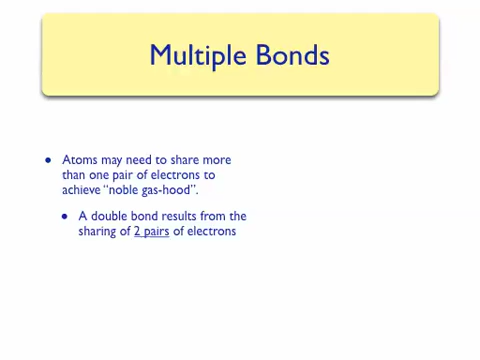 Multiple Bonds
• Atoms may need to share more
than one pair of electrons to
achieve “noble gas-hood”.
• A double bond results from the
sharing of 2 pairs of electrons